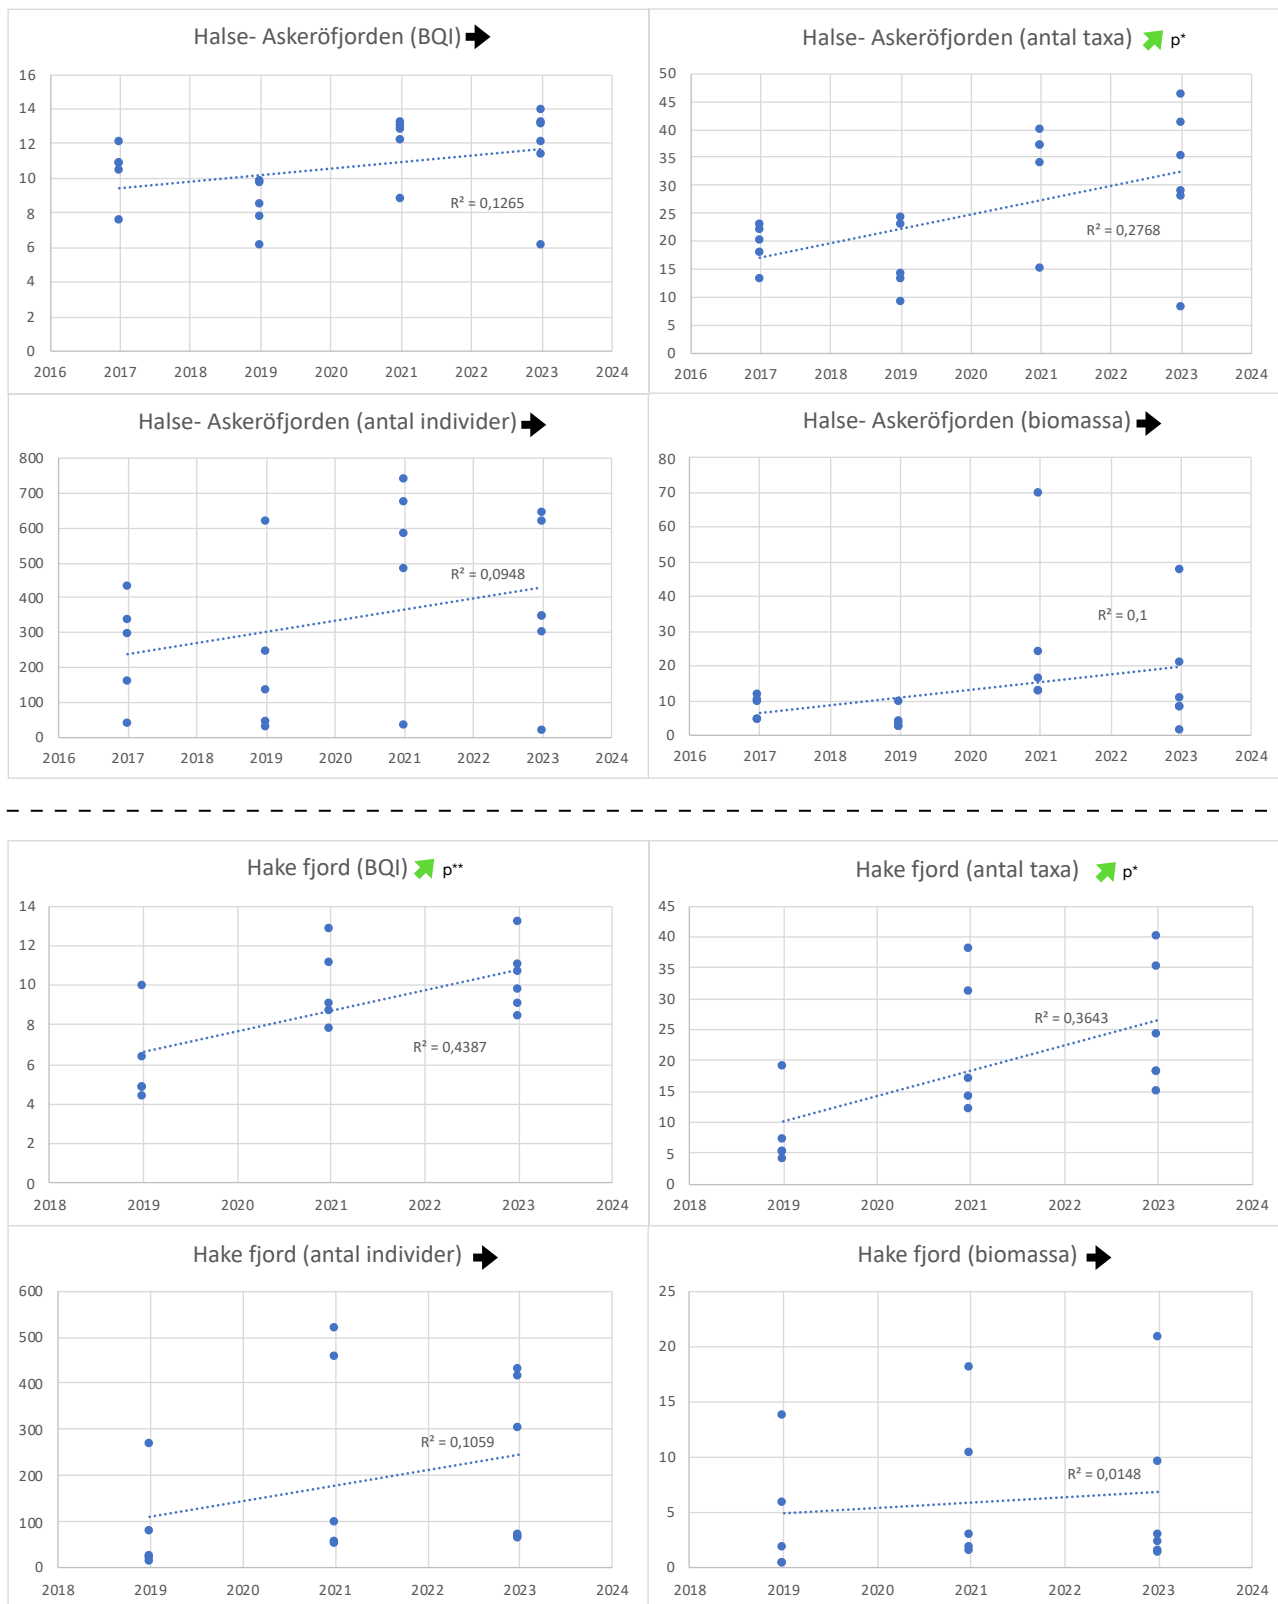 Halse- Askeröfjorden (BQI)
16
14
12
10
8
6
4
2
0
R² = 0,1265
2016 2017 2018 2019 2020 2021 2022 2023 2024
Halse- Askeröfjorden (antal taxa) p*
50
45
40
35
30
25
20
15
10
5
0
R² = 0,2768
2016 2017 2018 2019 2020 2021 2022 2023 2024
Halse- Askeröfjorden (antal individer)
800
700
600
500
400
300
200
100
0
R² = 0,0948
2016 2017 2018 2019 2020 2021 2022 2023 2024
Halse- Askeröfjorden (biomassa)
80
70
60
50
40
30
20
10
0
R² = 0,1
2016 2017 2018 2019 2020 2021 2022 2023 2024
Hake fjord (BQI) p**
14
12
10
8
6
4
2
0
R² = 0,4387
2018 2019 2020 2021 2022 2023 2024
Hake fjord (antal taxa) p*
45
40
35
30
25
20
15
10
5
0
R² = 0,3643
2018 2019 2020 2021 2022 2023 2024
Hake fjord (antal individer)
600
500
400
300
200
100
0
R² = 0,1059
2018 2019 2020 2021 2022 2023 2024
Hake fjord (biomassa)
25
20
15
10
5
0
R² = 0,0148
2018 2019 2020 2021 2022 2023 2024